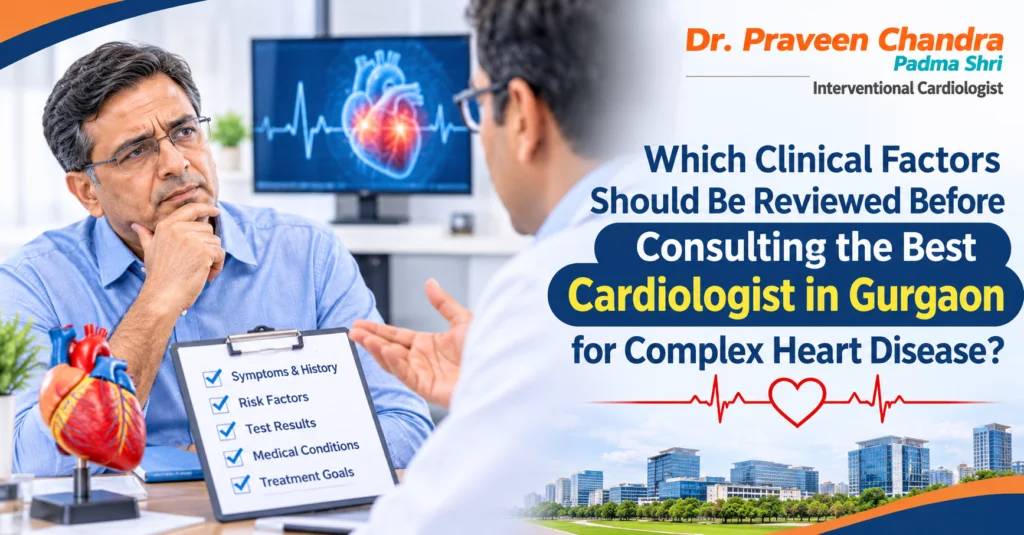 Dr. Praveen Chandra
Padma Shri
Interventional Cardiologist
Which Clinical Factors
Should Be Reviewed Before
Consulting the Best
Cardiologist in Gurgaon
for Complex Heart Disease?
Symptoms & History
Risk Factors
Test Results
Medical Conditions
Treatment Goals